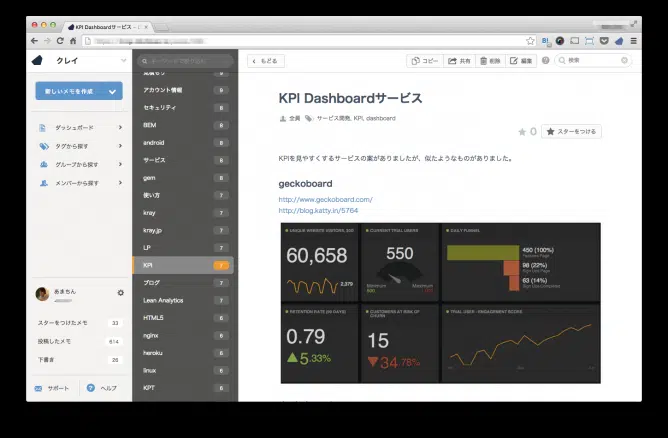 KPI Dashboardサービス - 
クレイ
新しいメモを作成
ダッシュボード
タグから探す
グループから探す
メンバーから探す
あまちん
スターをつけたメモ 33
投稿したメモ 614
下書き 26
サポート
ヘルプ
アカウント情報 9
セキュリティ 9
BEM 9
android 9
サービス 8
gem 8
使い方 7
kray 7
kray.jp 7
LP 7
KPI 7
ブログ 7
Lean Analytics 7
HTML5 6
nginx 6
heroku 6
linux 6
KPT 6
もどる
コピー
共有
削除
編集
検索
KPI Dashboardサービス
全員
サービス開発, KPI, dashboard
0
スターをつける
KPIを見やすくするサービスの案がありましたが、似たようなものがありました。
geckoboard
http://www.geckoboard.com/
http://blog.katty.in/5764
UNIQUE WEBSITE VISITORS,
60,658
2,379
CURRENT TRIAL USERS
550
Minimum
Maximum
DAILY FUNNEL
450 (100%)
98 (22%)
63 (14%)
RETENTION RATE (90 DAYS)
0.79
5.33%
CUSTOMERS AT RISK OF
CHURN
15
34.78%
TRIAL USER - ENGAGEMENT SCORE